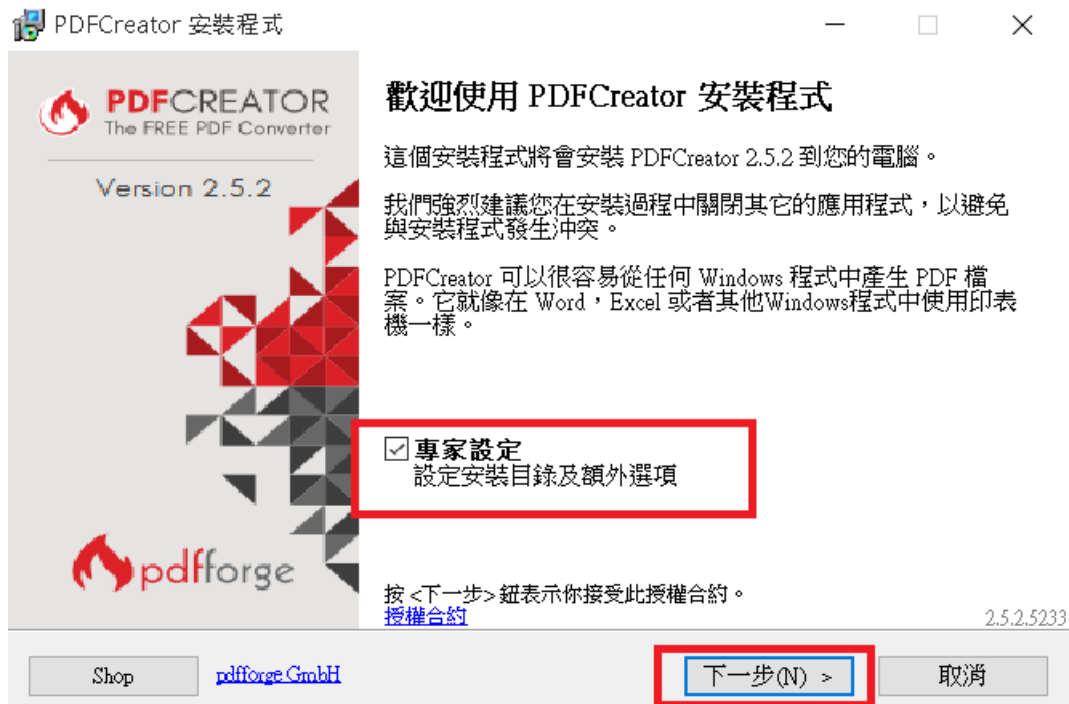 PDFCreator 安裝程式
PDFCREATOR
The FREE PDF Converter
Version 2.5.2
pdfforge
歡迎使用 PDFCreator 安裝程式
這個安裝程式將會安裝 PDFCreator 2.5.2 到您的電腦。
我們強烈建議您在安裝過程中關閉其它的應用程式，以避免
與安裝程式發生沖突。
PDFCreator 可以很容易從任何 Windows 程式中產生 PDF 檔
案。它就像在 Word，Excel 或者其他Windows程式中使用印表
機一樣。
專家設定
設定安裝目錄及額外選項
按 <下一步> 鈕表示你接受此授權合約。
授權合約
2.5.2.5233
Shop
pdfforge GmbH
下一步(N) >
取消